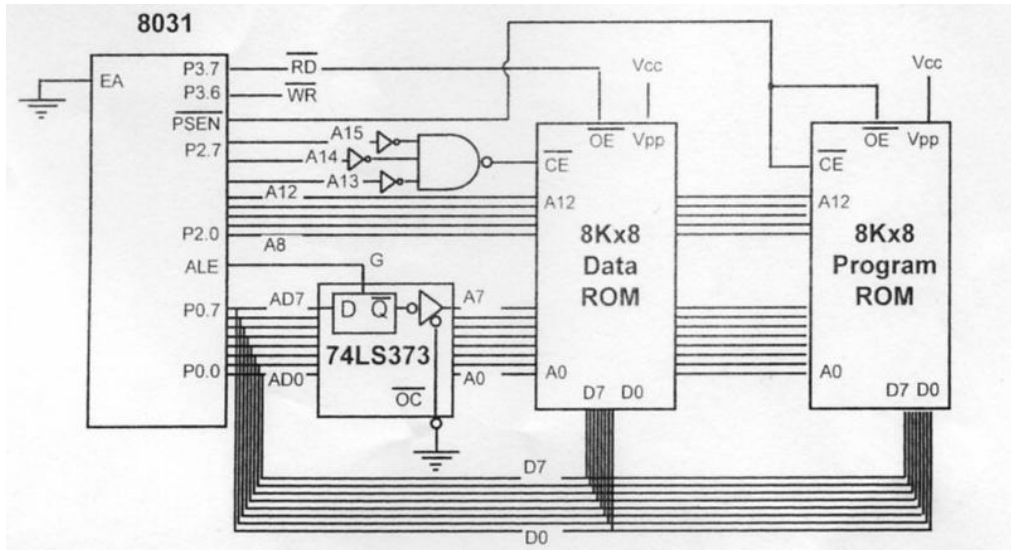 8031
EA
P3.7
P3.6
PSEN
P2.7
P2.0
ALE
P0.7
P0.0
RD
WR
A15
A14
A13
A12
A8
G
AD7
AD0
D Q
74LS373
OC
A7
A0
Vcc
OE Vpp
CE
A12
8Kx8
Data
ROM
A0
D7 D0
Vcc
OE Vpp
CE
A12
8Kx8
Program
ROM
A0
D7 D0
D7
D0